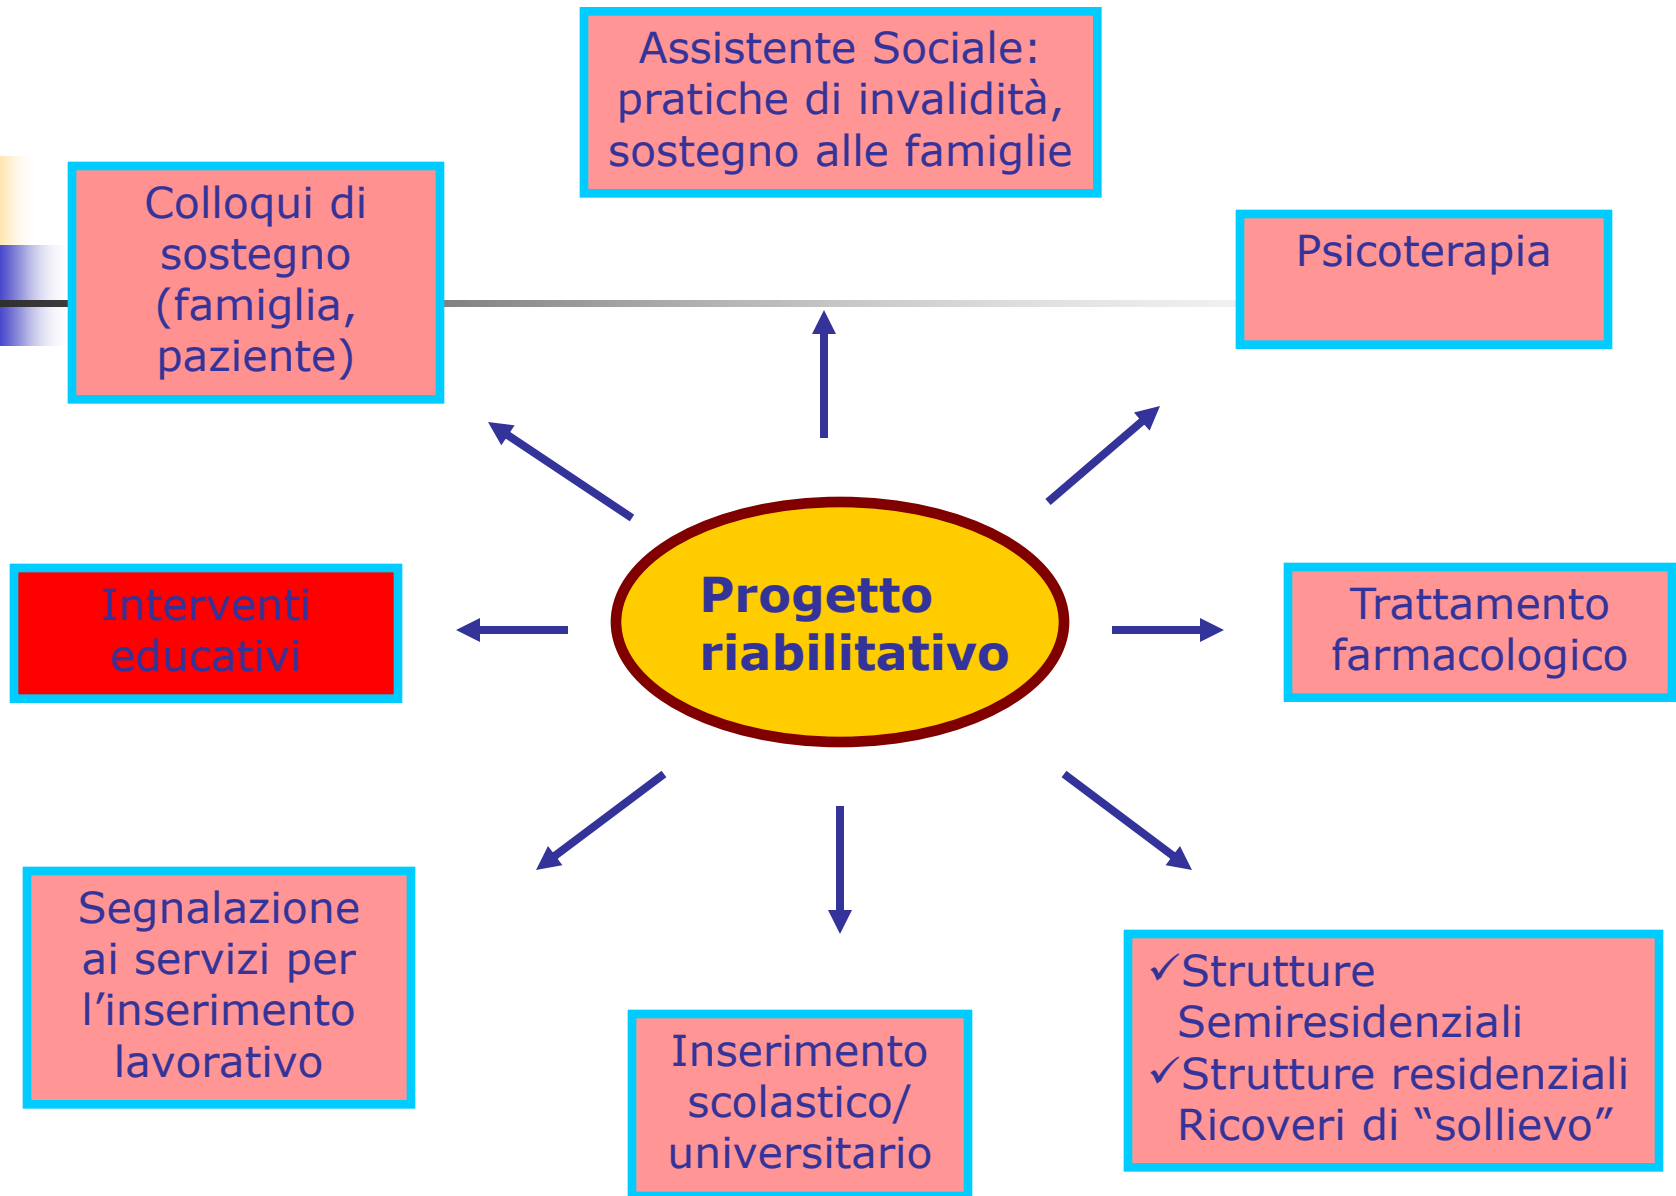 Assistente Sociale:
pratiche di invalidità,
sostegno alle famiglie
Colloqui di
sostegno
(famiglia,
paziente)
Psicoterapia
Interventi
educativi
Progetto
riabilitativo
Trattamento
farmacologico
Segnalazione
ai servizi per
l’inserimento
lavorativo
Inserimento
scolastico/
universitario
✓Strutture
Semiresidenziali
✓Strutture residenziali
Ricoveri di “sollievo”